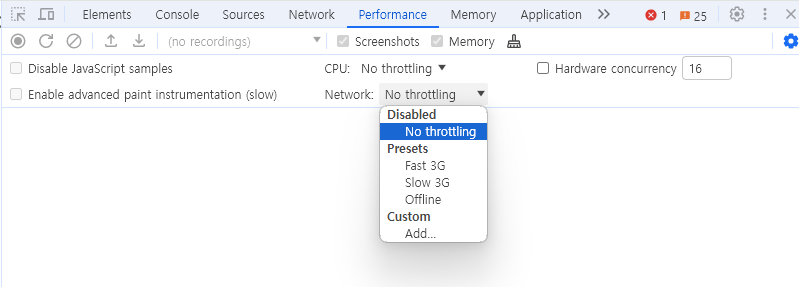 Elements Console Sources Network Performance Memory Application 1 25
(no recordings) Screenshots Memory
Disable JavaScript samples CPU: No throttling Hardware concurrency 16
Enable advanced paint instrumentation (slow) Network: No throttling
Disabled
No throttling
Presets
Fast 3G
Slow 3G
Offline
Custom
Add...